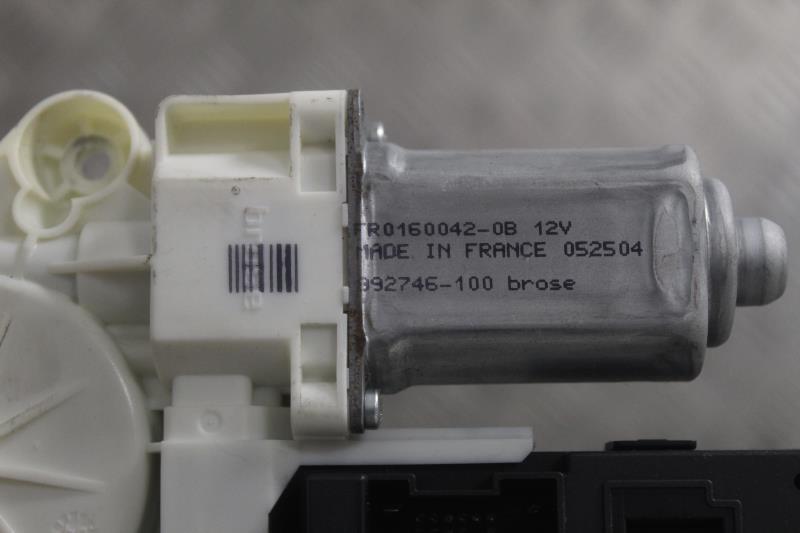 FR0160042-0B 12V
MADE IN FRANCE 052504
992746-100 brose